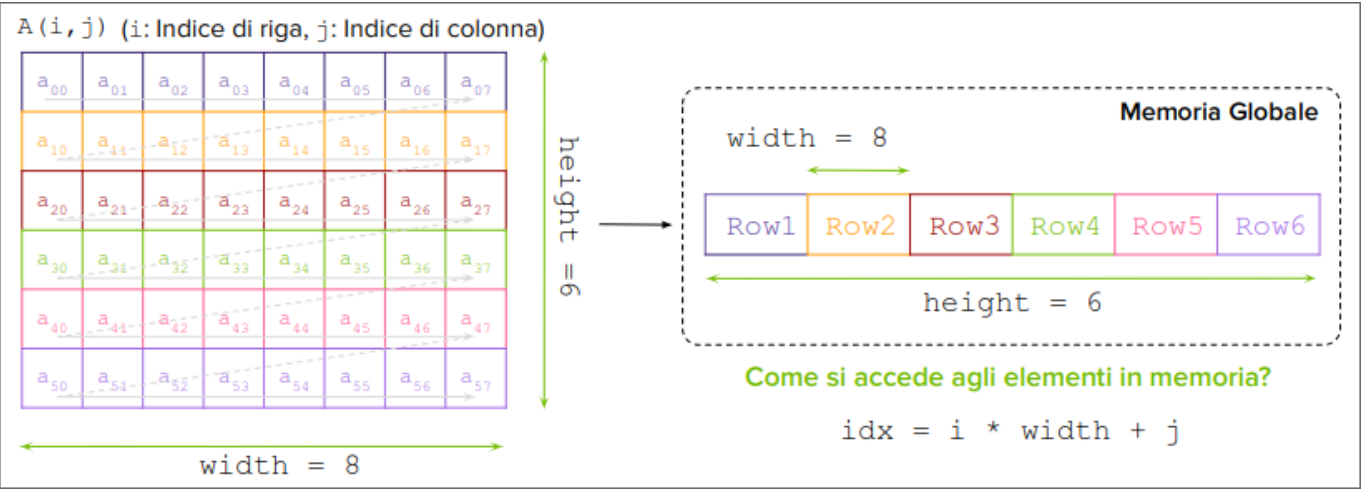 A(i,j) (i: Indice di riga, j: Indice di colonna)
a00 a01 a02 a03 a04 a05 a06 a07
a10 a11 a12 a13 a14 a15 a16 a17
a20 a21 a22 a23 a24 a25 a26 a27
a30 a31 a32 a33 a34 a35 a36 a37
a40 a41 a42 a43 a44 a45 a46 a47
a50 a51 a52 a53 a54 a55 a56 a57
width = 8
height =6
Memoria Globale
width = 8
Row1 Row2 Row3 Row4 Row5 Row6
height = 6
Come si accede agli elementi in memoria?
idx = i * width + j